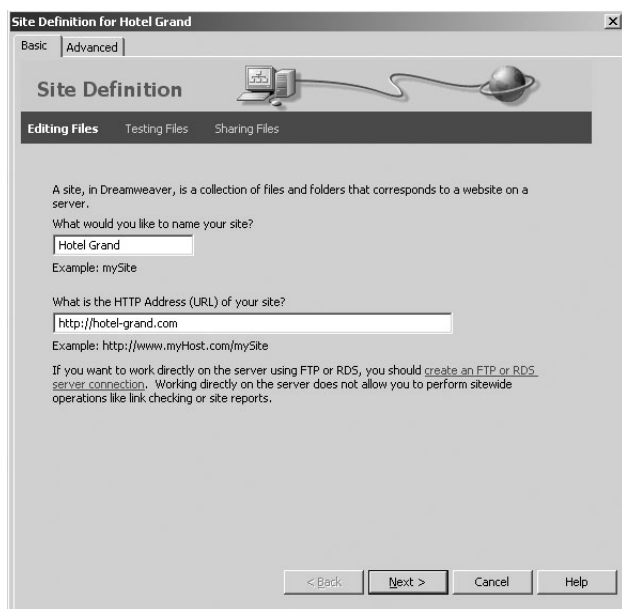 Site Definition for Hotel Grand
Basic Advanced
Site Definition
Editing Files Testing Files Sharing Files
A site, in Dreamweaver, is a collection of files and folders that corresponds to a website on a
server.
What would you like to name your site?
Hotel Grand
Example: mySite
What is the HTTP Address (URL) of your site?
http://hotel-grand.com
Example: http://www.myHost.com/mySite
If you want to work directly on the server using FTP or RDS, you should create an FTP or RDS
server connection. Working directly on the server does not allow you to perform sitewide
operations like link checking or site reports.
< Back Next > Cancel Help